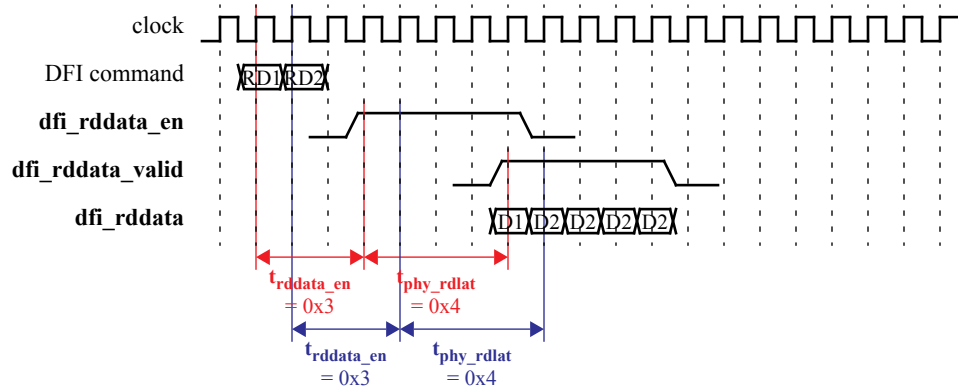 clock
DFI command RD1 RD2
dfi_rddata_en
dfi_rddata_valid
dfi_rddata D1 D2 D2 D2 D2
trddata_en tphy_rdlat
= 0x3 = 0x4
trddata_en tphy_rdlat
= 0x3 = 0x4